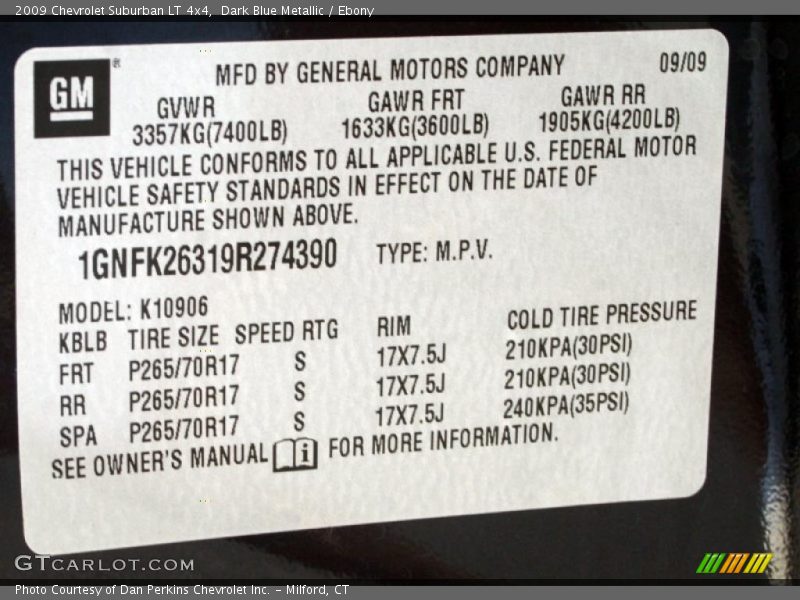 2009 Chevrolet Suburban LT 4x4, Dark Blue Metallic / Ebony
GM®
MFD BY GENERAL MOTORS COMPANY 09/09
GVWR GAWR FRT GAWR RR
3357KG(7400LB) 1633KG(3600LB) 1905KG(4200LB)
THIS VEHICLE CONFORMS TO ALL APPLICABLE U.S. FEDERAL MOTOR
VEHICLE SAFETY STANDARDS IN EFFECT ON THE DATE OF
MANUFACTURE SHOWN ABOVE.
1GNFK26319R274390 TYPE: M.P.V.
MODEL: K10906
KBLB TIRE SIZE SPEED RTG RIM COLD TIRE PRESSURE
FRT P265/70R17 S 17X7.5J 210KPA(30PSI)
RR P265/70R17 S 17X7.5J 210KPA(30PSI)
SPA P265/70R17 S 17X7.5J 240KPA(35PSI)
SEE OWNER'S MANUAL i FOR MORE INFORMATION.
GTCARLOT.COM
Photo Courtesy of Dan Perkins Chevrolet Inc. - Milford, CT